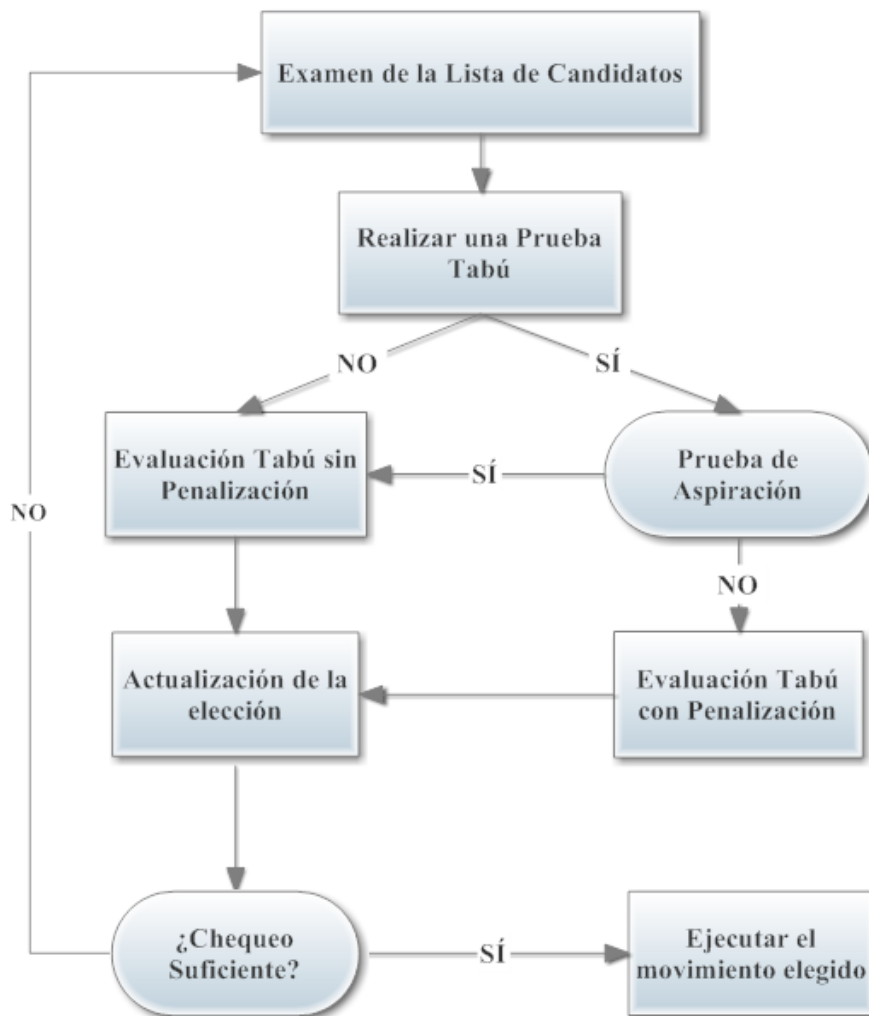 Examen de la Lista de Candidatos
Realizar una Prueba
Tabú
NO
SÍ
Evaluación Tabú sin
Penalización
SÍ
Prueba de
Aspiración
NO
NO
Actualización de la
elección
Evaluación Tabú
con Penalización
¿Chequeo
Suficiente?
SÍ
Ejecutar el
movimiento elegido